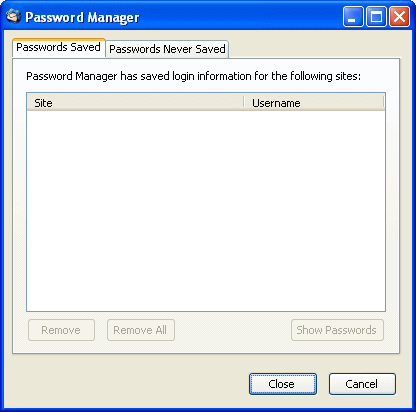 Password Manager
Passwords Saved
Passwords Never Saved
Password Manager has saved login information for the following sites:
Site Username
Remove Remove All Show Passwords
Close Cancel